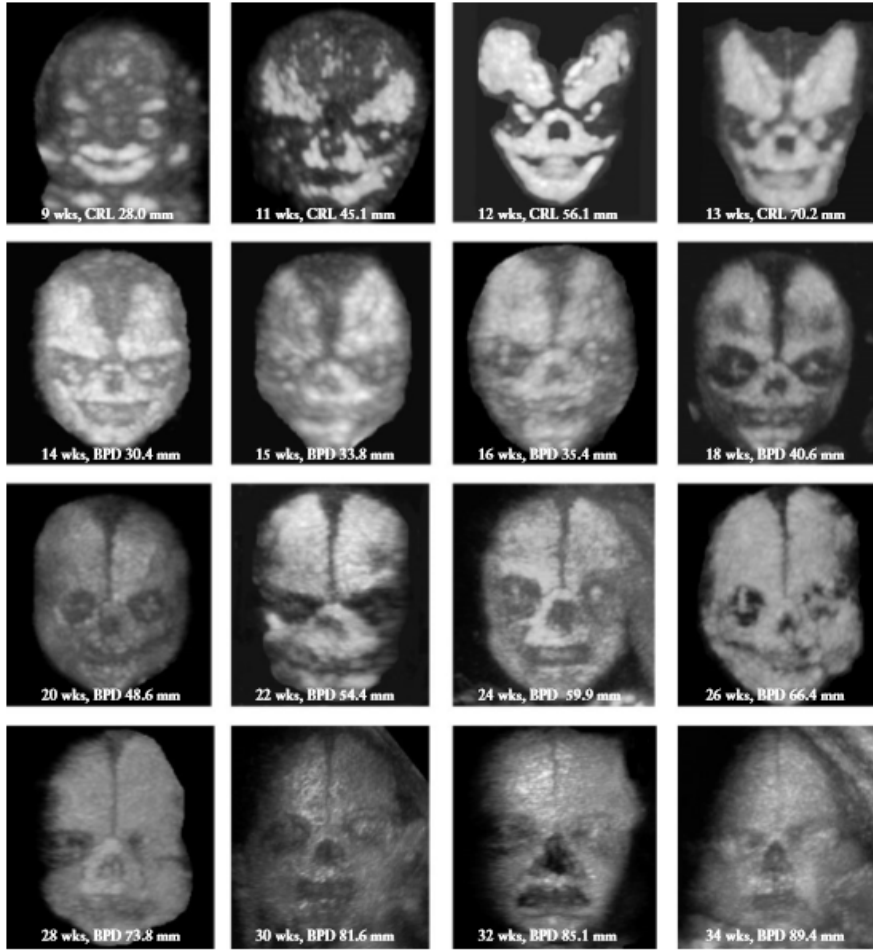 9 wks, CRL 28.0 mm
11 wks, CRL 45.1 mm
12 wks, CRL 56.1 mm
13 wks, CRL 70.2 mm
14 wks, BPD 30.4 mm
15 wks, BPD 33.8 mm
16 wks, BPD 35.4 mm
18 wks, BPD 40.6 mm
20 wks, BPD 48.6 mm
22 wks, BPD 54.4 mm
24 wks, BPD 59.9 mm
26 wks, BPD 66.4 mm
28 wks, BPD 73.8 mm
30 wks, BPD 81.6 mm
32 wks, BPD 85.1 mm
34 wks, BPD 89.4 mm